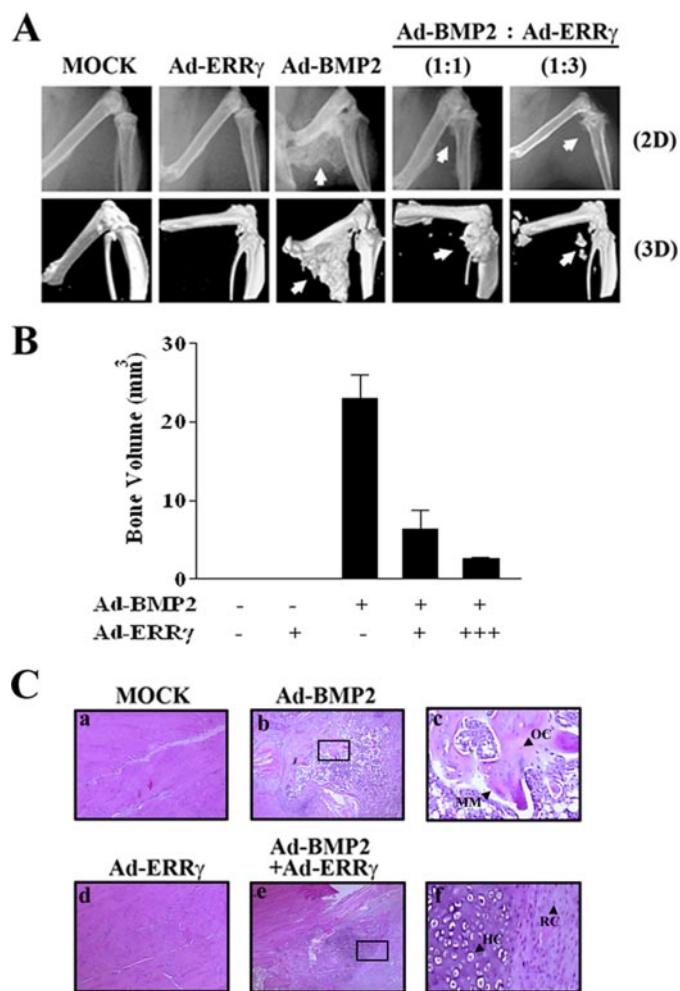 A
Ad-BMP2 : Ad-ERRγ
MOCK Ad-ERRγ Ad-BMP2 (1:1) (1:3)
(2D)
(3D)
B
Bone Volume (mm³)
30
20
10
0
Ad-BMP2 - - + + +
Ad-ERRγ - + - + +++
C
MOCK Ad-BMP2
a b c
OC
MM
Ad-ERRγ Ad-BMP2
+Ad-ERRγ
d e f
HC RC